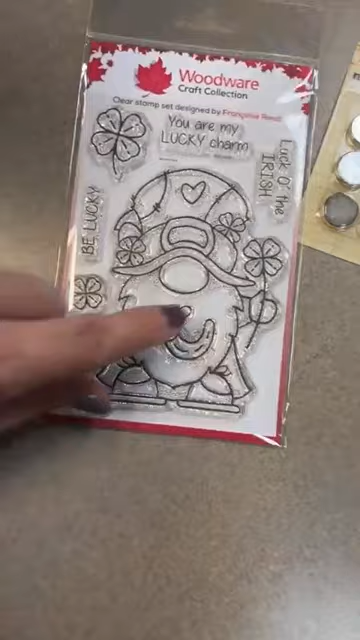 Woodware
Craft Collection
Clear stamp set designed by Françoise Read
You are my
LUCKY charm
Luck O' the
IRISH
BE LUCKY